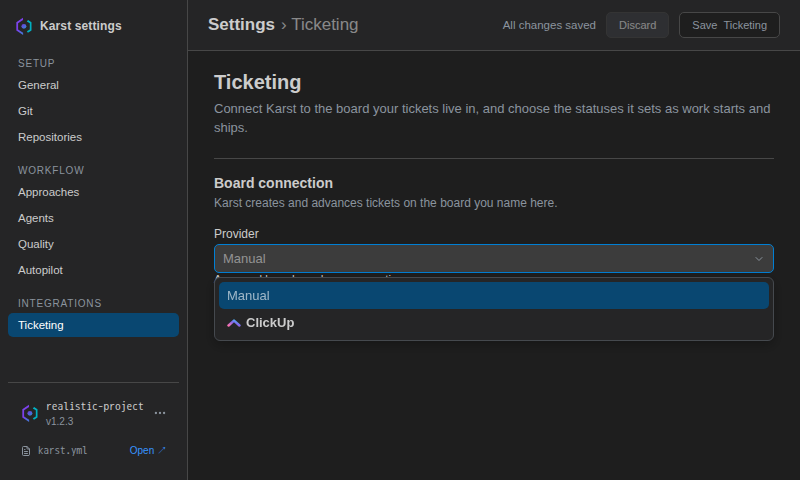 Karst settings
SETUP
General
Git
Repositories
WORKFLOW
Approaches
Agents
Quality
Autopilot
INTEGRATIONS
Ticketing
realistic-project
v1.2.3
karst.yml
Open ↗
Settings › Ticketing
All changes saved
Discard
Save Ticketing
Ticketing
Connect Karst to the board your tickets live in, and choose the statuses it sets as work starts and
ships.
Board connection
Karst creates and advances tickets on the board you name here.
Provider
Manual
Manual
ClickUp